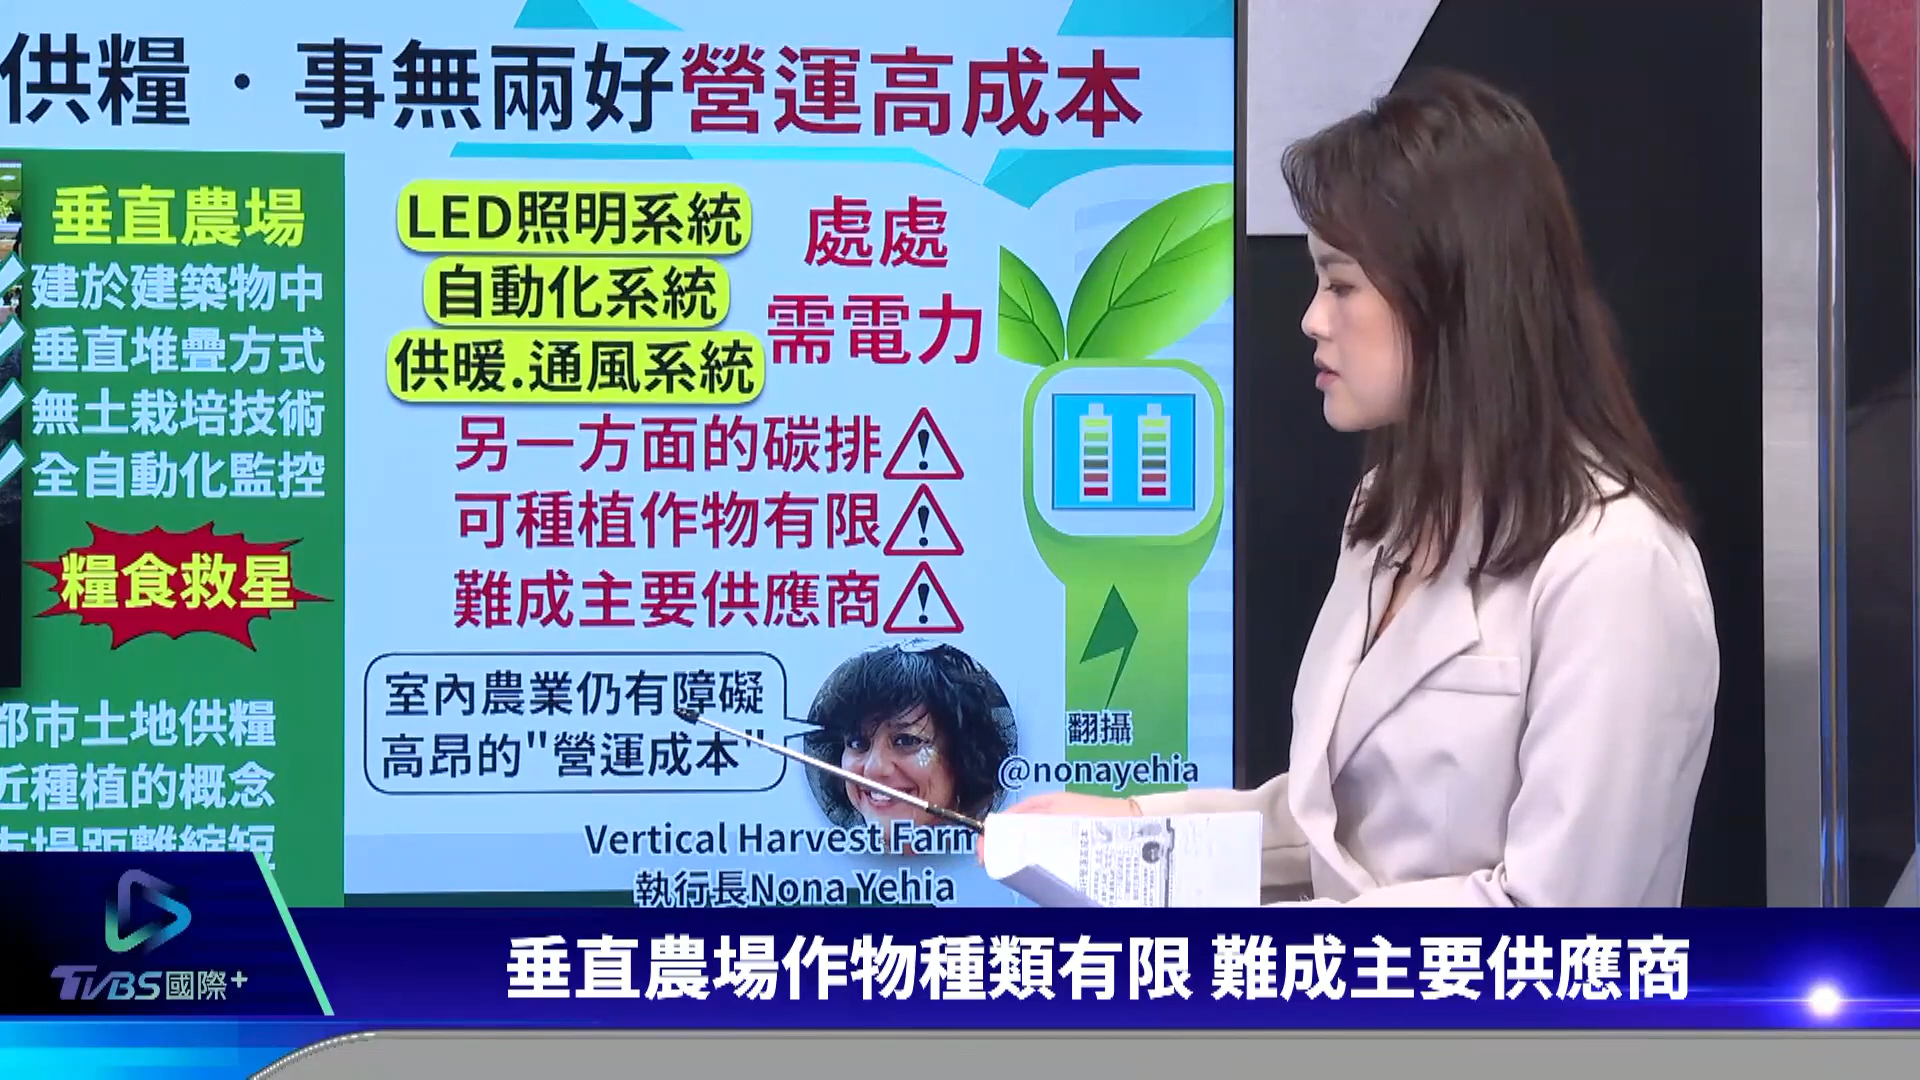 供糧．事無兩好營運高成本
垂直農場
建於建築物中
垂直堆疊方式
無土栽培技術
全自動化監控
糧食救星
都市土地供糧
近種植的概念
市場距離縮短
LED照明系統
自動化系統
供暖.通風系統
處處
需電力
另一方面的碳排
可種植作物有限
難成主要供應商
室內農業仍有障礙
高昂的"營運成本"
翻攝
@nonayehia
Vertical Harvest Farm
執行長Nona Yehia
TVBS國際+
垂直農場作物種類有限 難成主要供應商